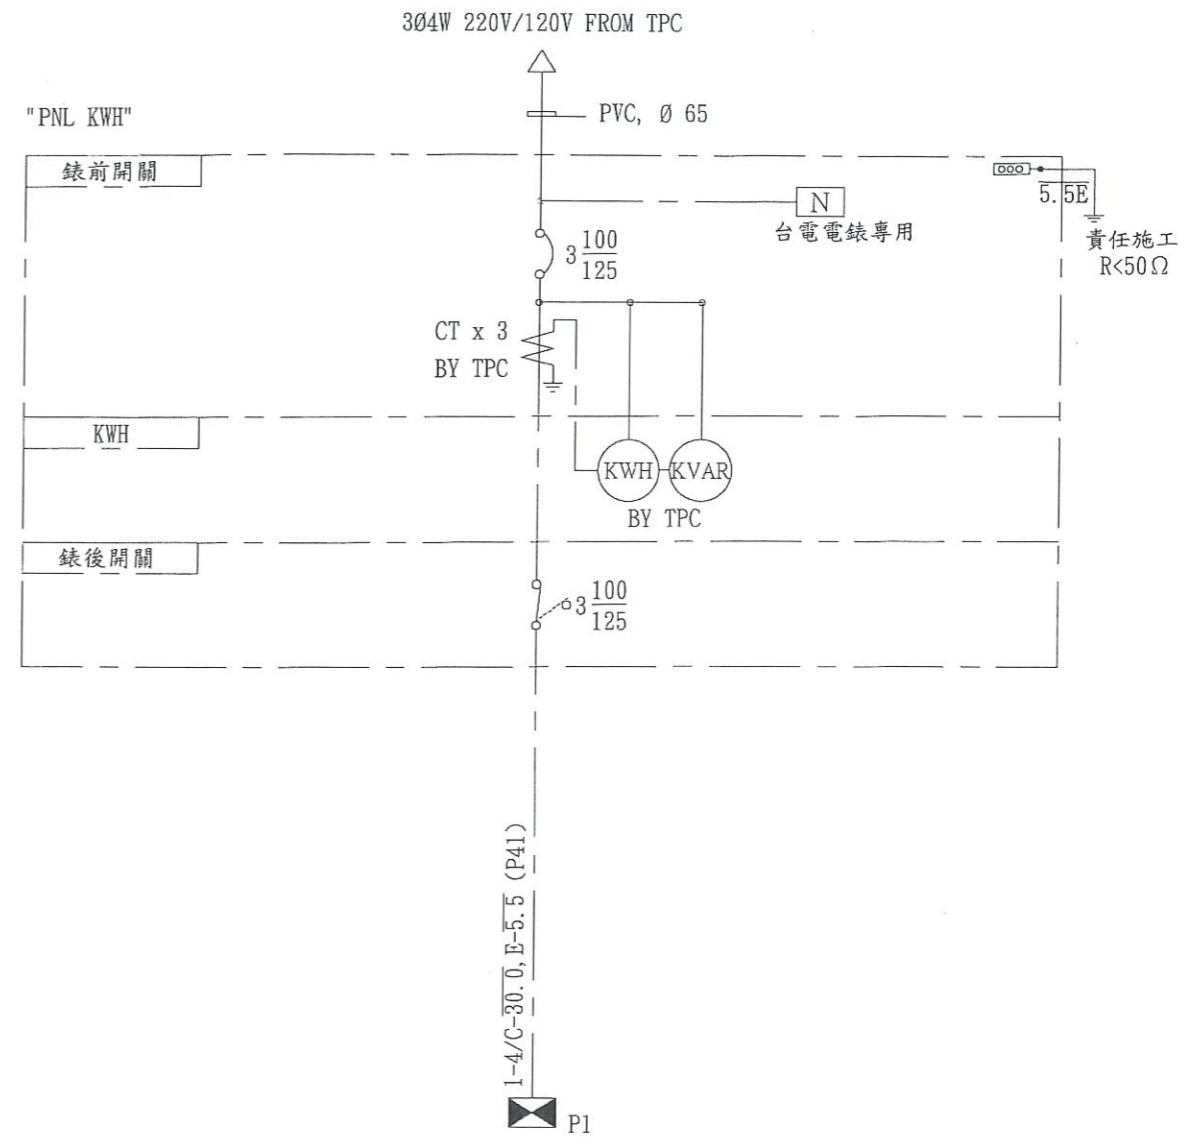 3Ø4W 220V/120V FROM TPC
"PNL KWH"
PVC, Ø 65
錶前開關
5.5E
N
台電電錶專用
責任施工
R<50Ω
3 100/125
CT x 3
BY TPC
KWH
KWH
KVAR
BY TPC
錶後開關
3 100/125
1-4/C-30.0,E-5.5 (P41)
P1